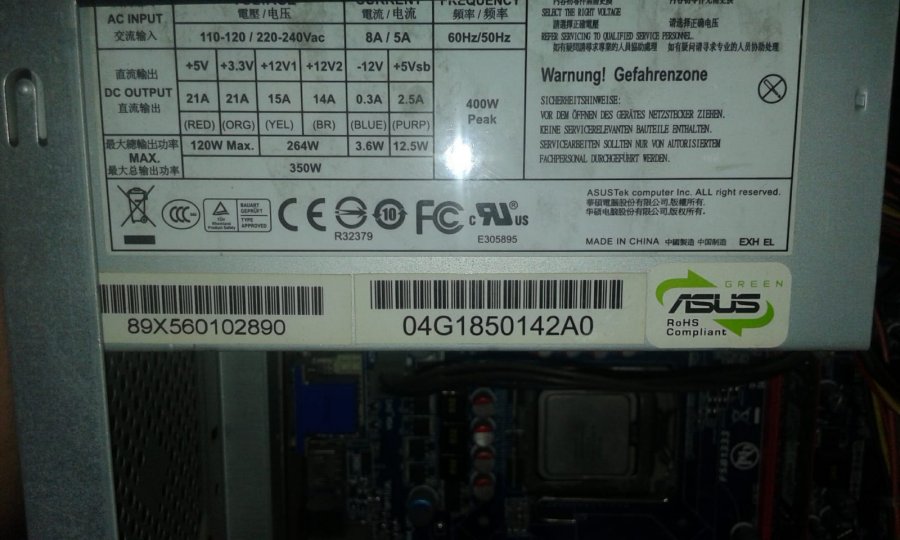 AC INPUT
交流輸入
VOLTAGE
電壓/电压
CURRENT
電流/电流
FREQUENCY
頻率/频率
110-120 / 220-240Vac
8A / 5A
60Hz/50Hz
直流輸出
DC OUTPUT
直流输出
+5V +3.3V +12V1 +12V2 -12V +5Vsb
21A 21A 15A 14A 0.3A 2.5A
(RED) (ORG) (YEL) (BR) (BLUE) (PURP)
400W
Peak
最大總輸出功率
MAX.
最大总输出功率
120W Max. 264W 3.6W 12.5W
350W
SELECT THE RIGHT VOLTAGE
請選擇正確電壓 请选择正确电压
REFER SERVICING TO QUALIFIED SERVICE PERSONNEL.
如有疑問請尋求專業的人員協助處理 如有疑问请寻求专业的人员协助处理
Warnung! Gefahrenzone
SICHERHEITSHINWEISE:
VOR DEM ÖFFNEN DES GERÄTES NETZSTECKER ZIEHEN.
KEINE SERVICERELEVANTEN BAUTEILE ENTHALTEN.
SERVICEARBEITEN SOLLTEN NUR VON AUTORISIERTEM
FACHPERSONAL DURCHGEFÜHRT WERDEN.
CCC
BAUART
GEPRÜFT
TYPE
APPROVED
CE
R32379
10
FC
c RU® US
E305895
ASUSTek computer Inc. ALL right reserved.
華碩電腦股份有限公司.版權所有.
华硕电脑股份有限公司.版权所有.
MADE IN CHINA 中國製造 中国制造 EXH EL
89X560102890
04G1850142A0
GREEN
ASUS
RoHS
Compliant